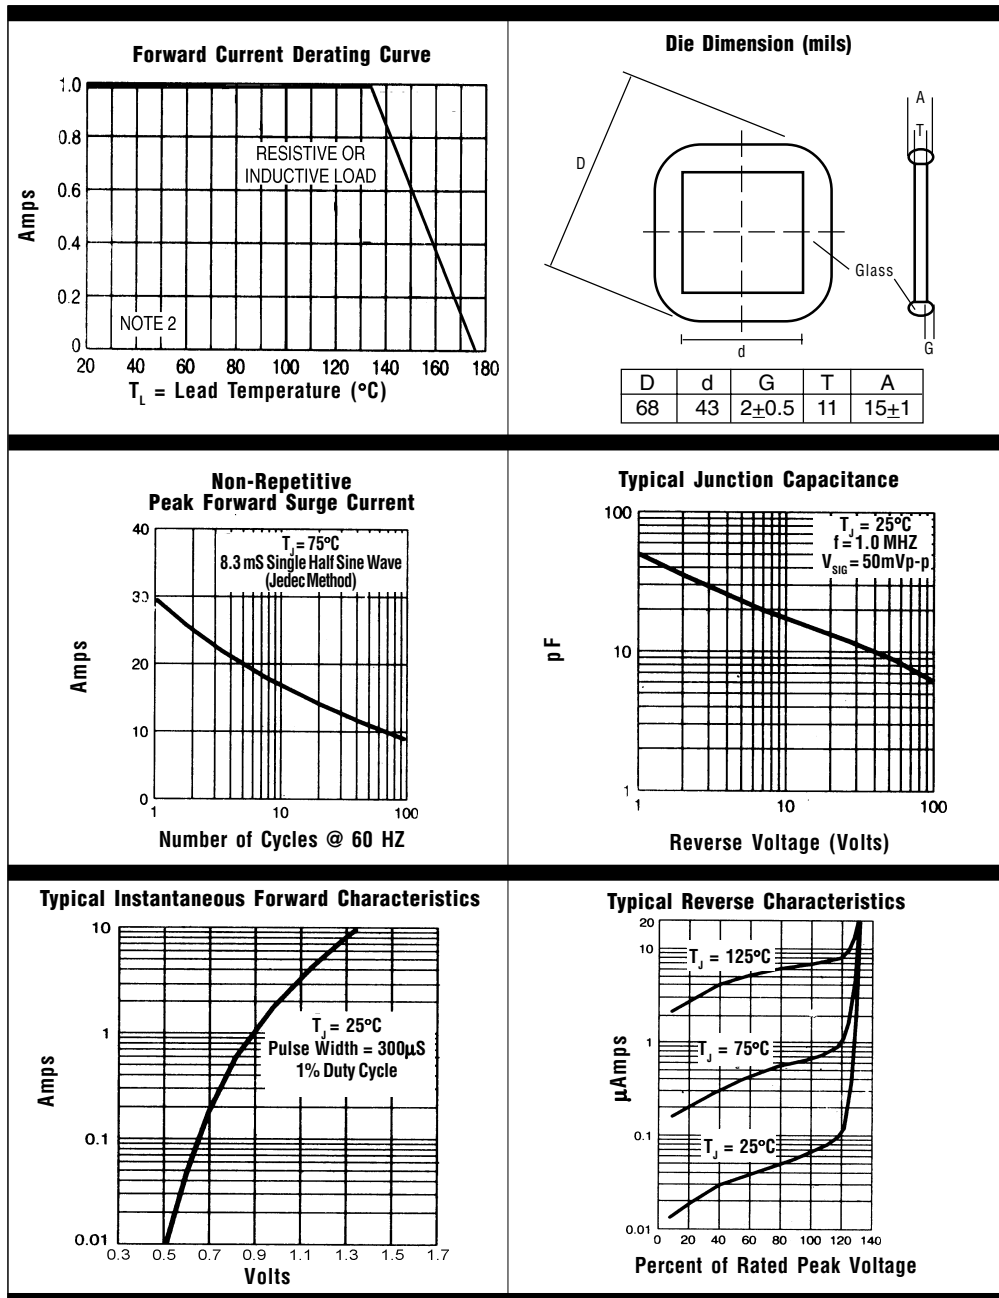 Forward Current Derating Curve
Amps
1.0
0.8
0.6
0.4
0.2
0
RESISTIVE OR
INDUCTIVE LOAD
NOTE 2
20 40 60 80 100 120 140 160 180
T_L = Lead Temperature (°C)
Die Dimension (mils)
A
T
D
Glass
d
G
D d G T A
68 43 2±0.5 11 15±1
Non-Repetitive
Peak Forward Surge Current
Amps
40
30
20
10
0
T_J = 75°C
8.3 mS Single Half Sine Wave
(Jedec Method)
1 10 100
Number of Cycles @ 60 HZ
Typical Junction Capacitance
pF
100
10
1
T_J = 25°C
f = 1.0 MHZ
V_SIG = 50mVp-p
1 10 100
Reverse Voltage (Volts)
Typical Instantaneous Forward Characteristics
Amps
10
1
0.1
0.01
T_J = 25°C
Pulse Width = 300µS
1% Duty Cycle
0.3 0.5 0.7 0.9 1.1 1.3 1.5 1.7
Volts
Typical Reverse Characteristics
µAmps
20
10
1
0.1
0.01
T_J = 125°C
T_J = 75°C
T_J = 25°C
0 20 40 60 80 100 120 140
Percent of Rated Peak Voltage